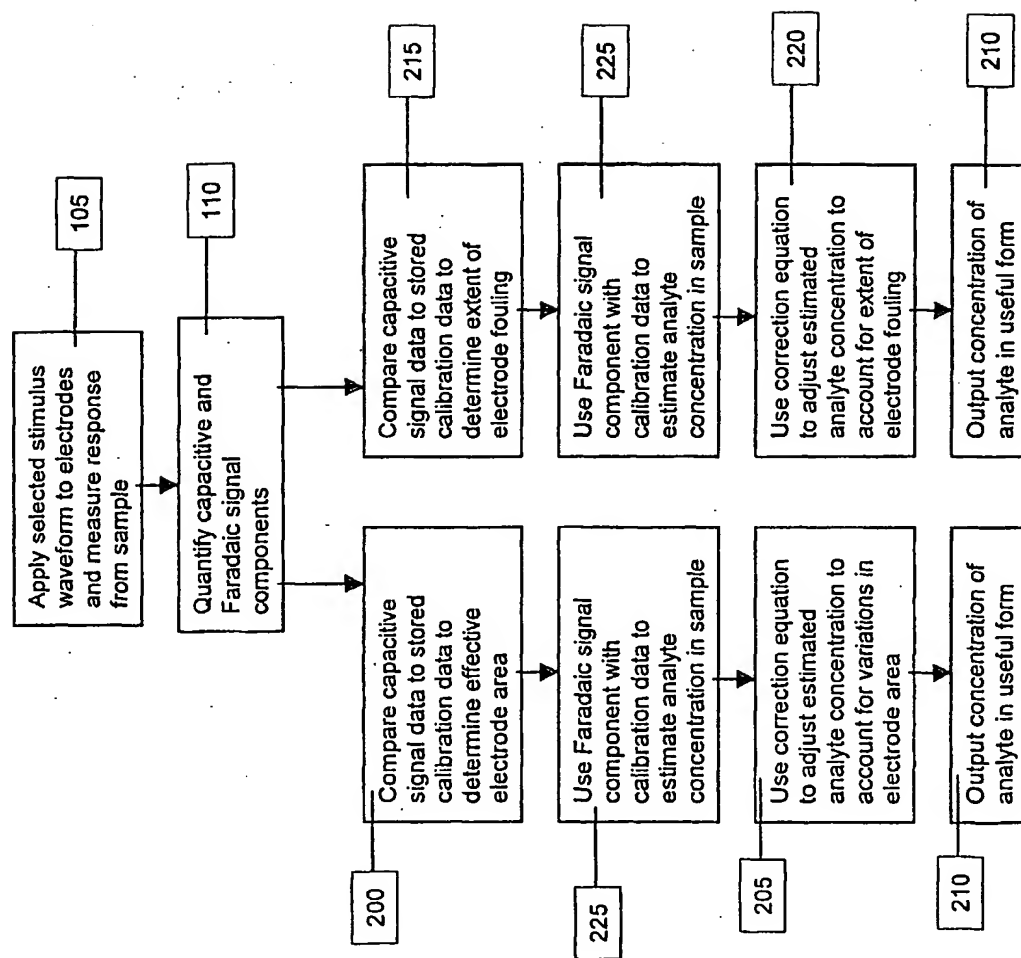 Apply selected stimulus
waveform to electrodes
and measure response
from sample
105
Quantify capacitive and
Faradaic signal
components
110
200
Compare capacitive
signal data to stored
calibration data to
determine effective
electrode area
225
Use Faradaic signal
component with
calibration data to
estimate analyte
concentration in sample
205
Use correction equation
to adjust estimated
analyte concentration to
account for variations in
electrode area
210
Output concentration of
analyte in useful form
215
Compare capacitive
signal data to stored
calibration data to
determine extent of
electrode fouling
225
Use Faradaic signal
component with
calibration data to
estimate analyte
concentration in sample
220
Use correction equation
to adjust estimated
analyte concentration to
account for extent of
electrode fouling
210
Output concentration of
analyte in useful form